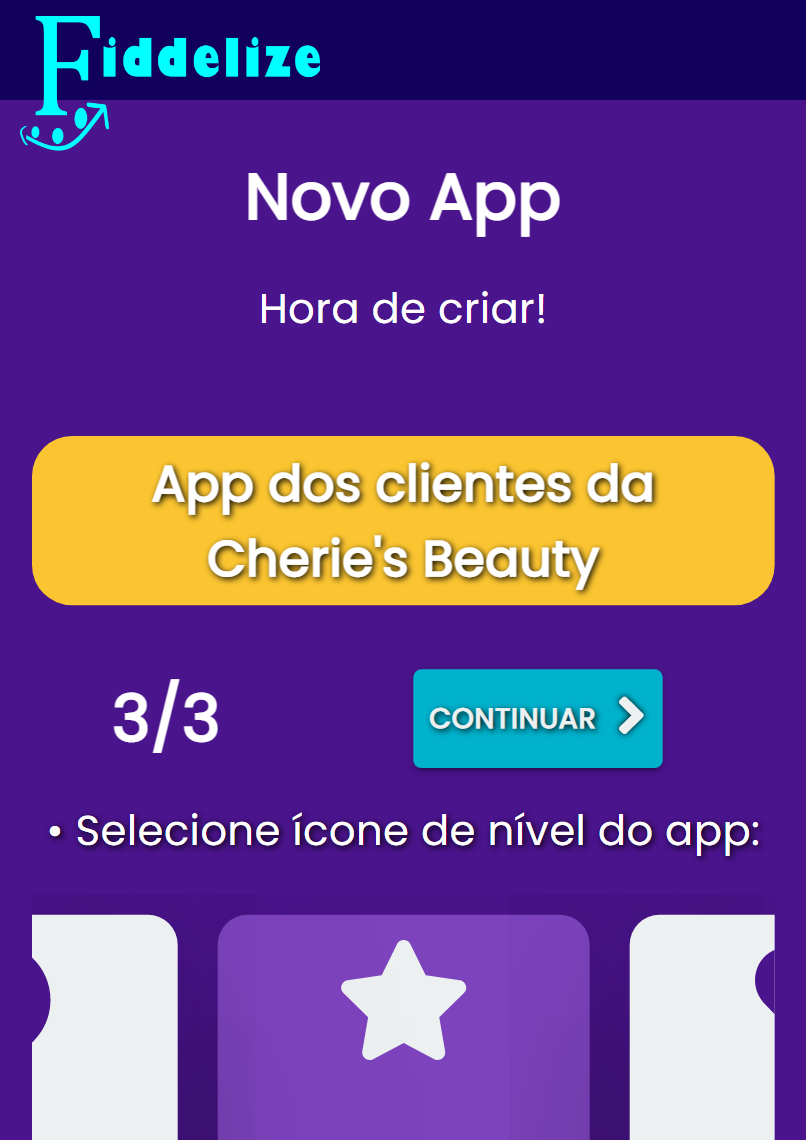 Fiddelize
Novo App
Hora de criar!
App dos clientes da
Cherie's Beauty
3/3
CONTINUAR
• Selecione ícone de nível do app: